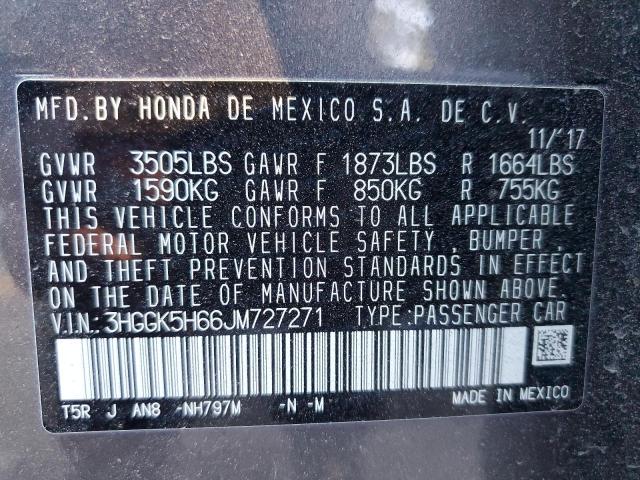 MFD. BY HONDA DE MEXICO S.A. DE C.V.
11/'17
GVWR 3505LBS GAWR F 1873LBS R 1664LBS
GVWR 1590KG GAWR F 850KG R 755KG
THIS VEHICLE CONFORMS TO ALL APPLICABLE
FEDERAL MOTOR VEHICLE SAFETY , BUMPER ,
AND THEFT PREVENTION STANDARDS IN EFFECT
ON THE DATE OF MANUFACTURE SHOWN ABOVE.
V.I.N.: 3HGGK5H66JM727271 TYPE: PASSENGER CAR
T5R J AN8 -NH797M -N -M MADE IN MEXICO